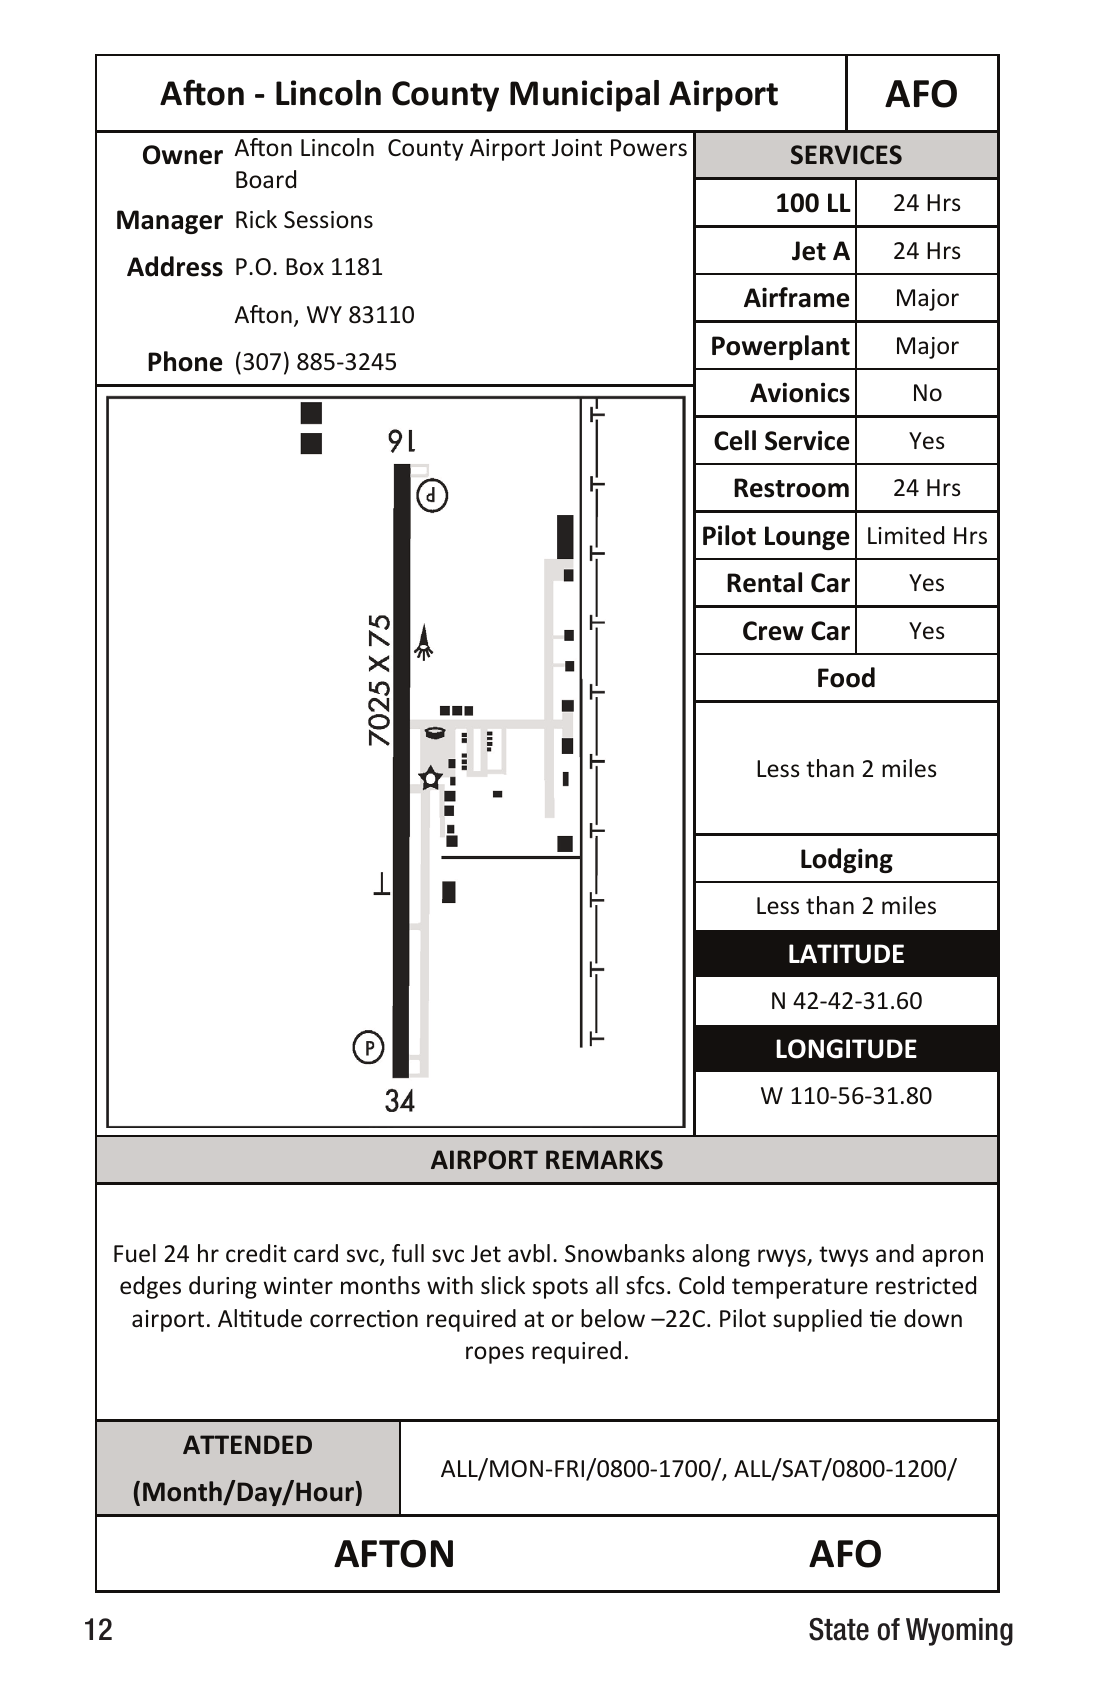 Afton - Lincoln County Municipal Airport
AFO
Owner
Afton Lincoln  County Airport Joint Powers
Board
Manager
Rick Sessions
Address
P.O. Box 1181
Afton, WY 83110
Phone
(307) 885-3245
SERVICES
100 LL
24 Hrs
Jet A
24 Hrs
Airframe
Major
Powerplant
Major
Avionics
No
Cell Service
Yes
Restroom
24 Hrs
Pilot Lounge
Limited Hrs
Rental Car
Yes
Crew Car
Yes
Food
Less than 2 miles
Lodging
Less than 2 miles
LATITUDE
N 42-42-31.60
LONGITUDE
W 110-56-31.80
16
P
7025 X 75
P
34
AIRPORT REMARKS
Fuel 24 hr credit card svc, full svc Jet avbl. Snowbanks along rwys, twys and apron
edges during winter months with slick spots all sfcs. Cold temperature restricted
airport. Altitude correction required at or below –22C. Pilot supplied tie down
ropes required.
ATTENDED
(Month/Day/Hour)
ALL/MON-FRI/0800-1700/, ALL/SAT/0800-1200/
AFTON
AFO
12
State of Wyoming